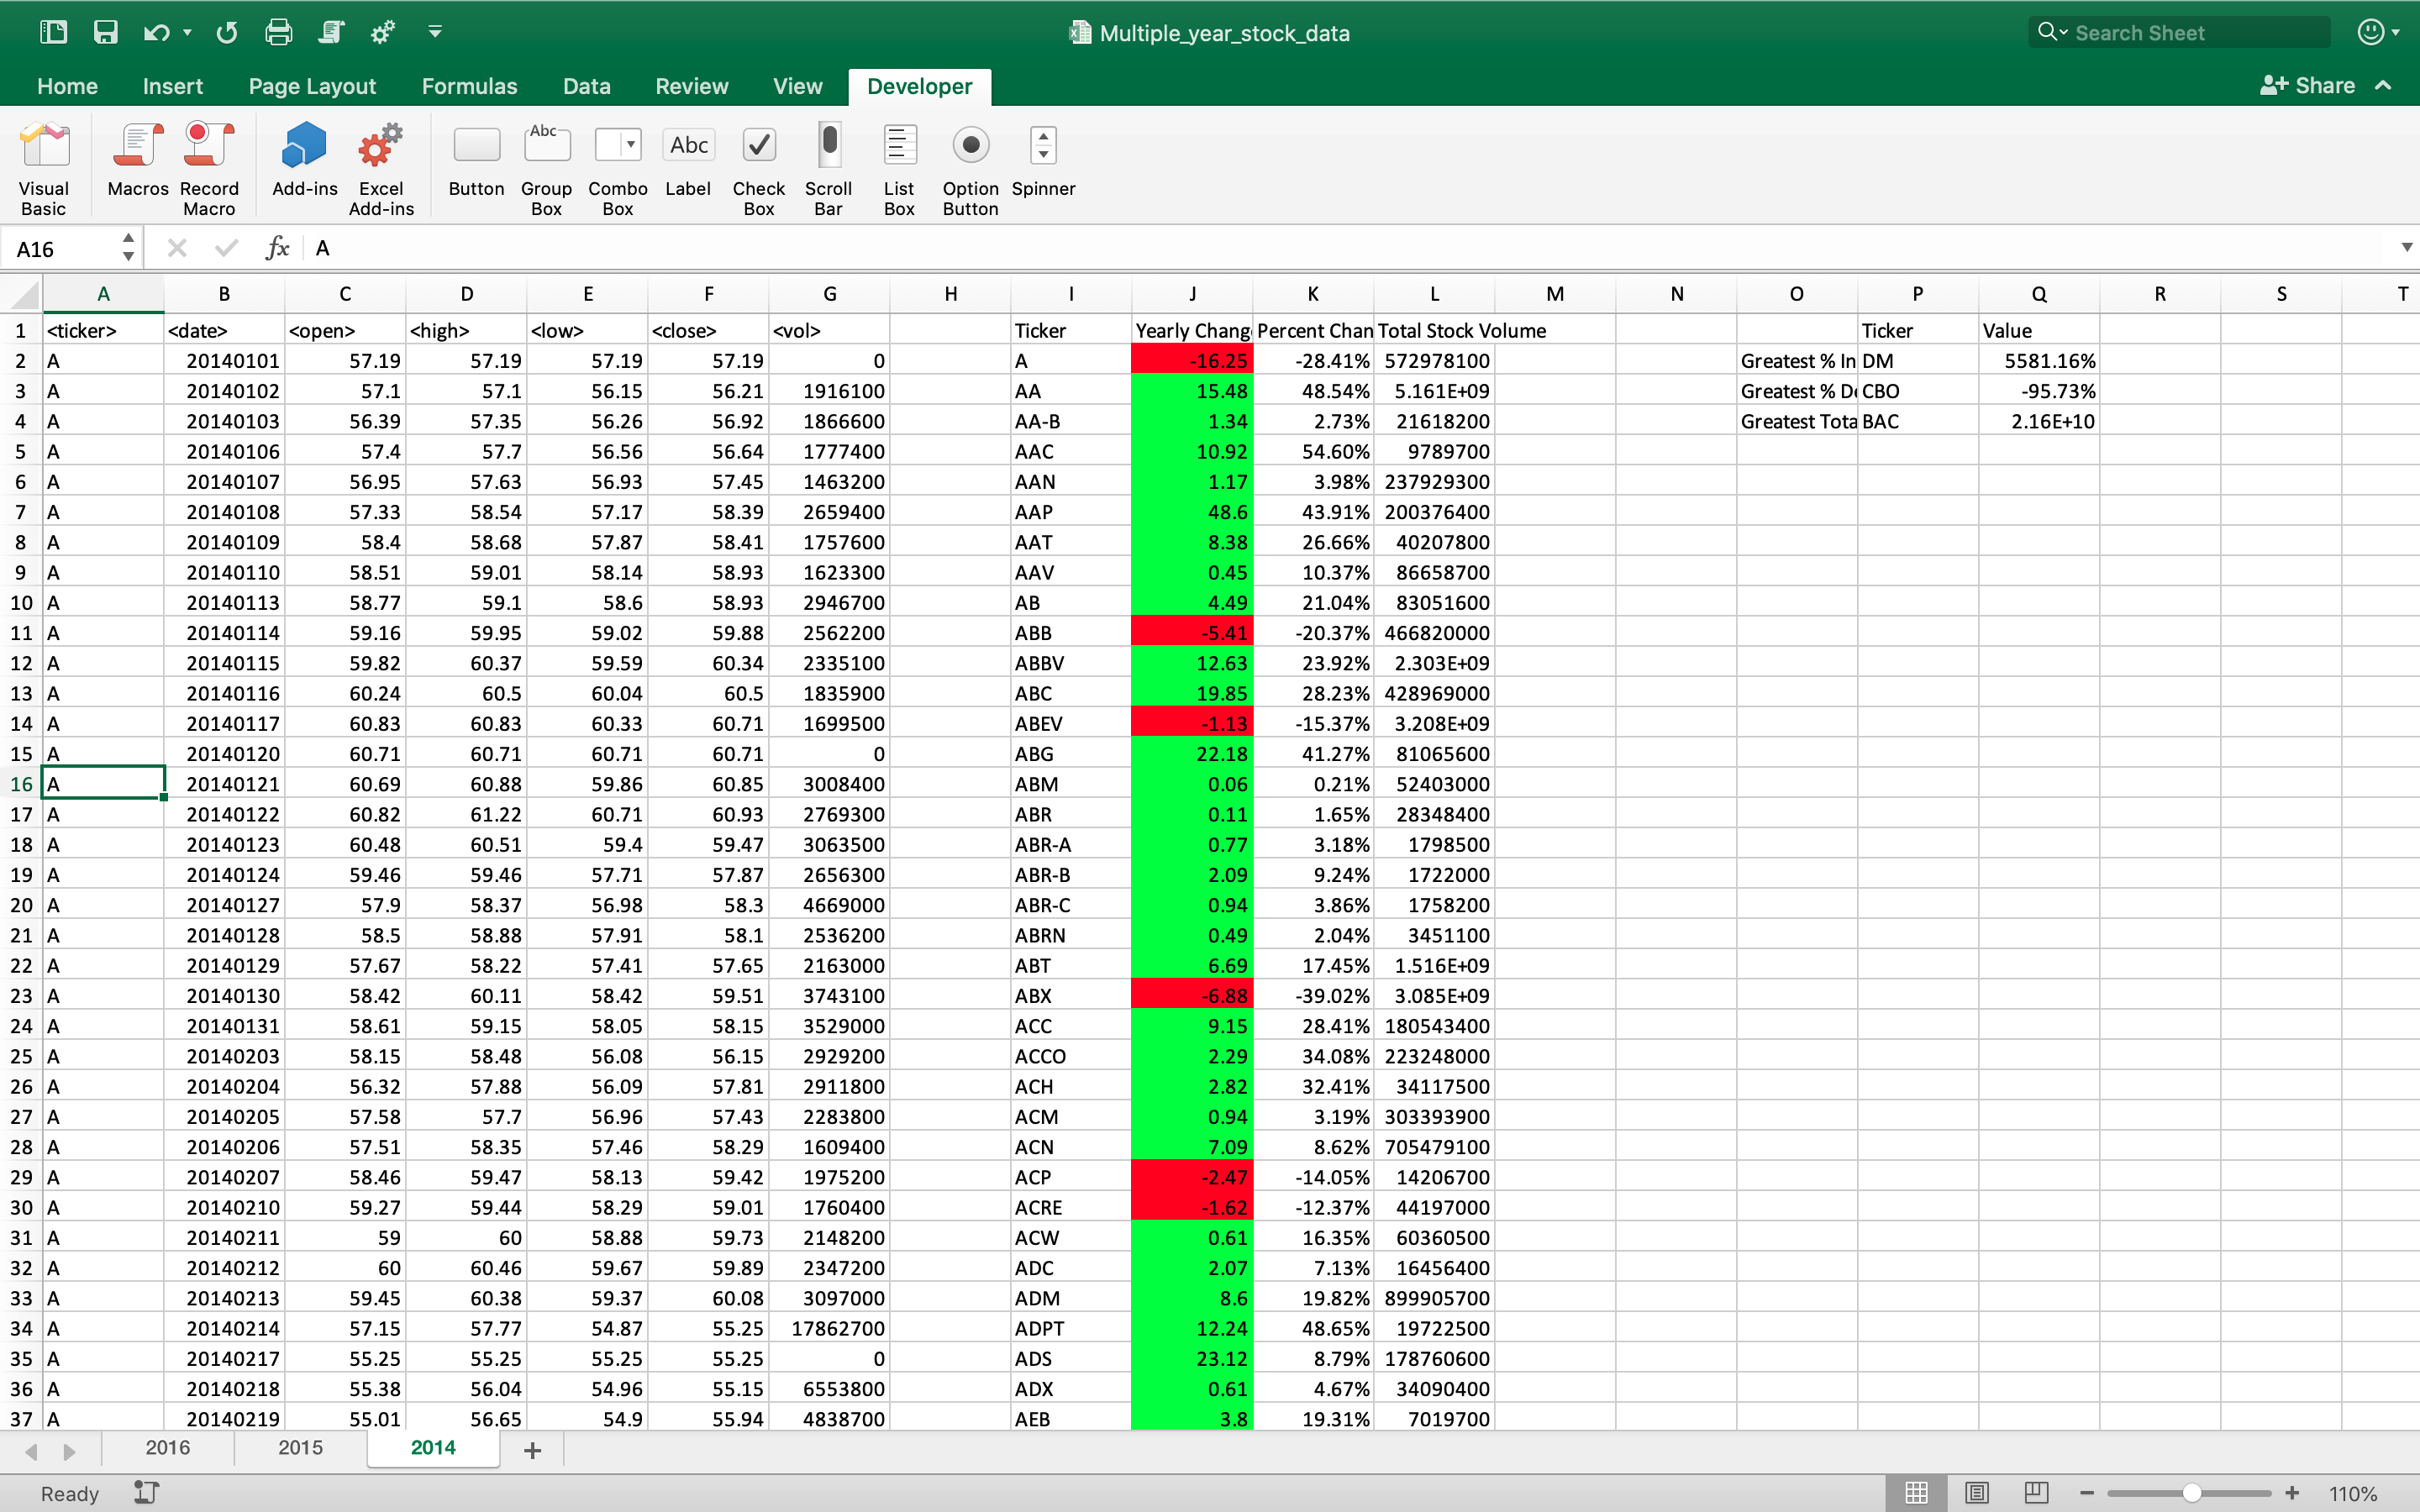 Multiple_year_stock_data
Search Sheet
Home Insert Page Layout Formulas Data Review View Developer Share
Abc Abc
Visual Basic Macros Record Macro Add-ins Excel Add-ins Button Group Box Combo Box Label Check Box Scroll Bar List Box Option Button Spinner
A16 fx A
A B C D E F G H I J K L M N O P Q R S T
1 <ticker> <date> <open> <high> <low> <close> <vol> Ticker Yearly Chang Percent Chan Total Stock Volume Ticker Value
2 A 20140101 57.19 57.19 57.19 57.19 0 A -16.25 -28.41% 572978100 Greatest % In DM 5581.16%
3 A 20140102 57.1 57.1 56.15 56.21 1916100 AA 15.48 48.54% 5.161E+09 Greatest % De CBO -95.73%
4 A 20140103 56.39 57.35 56.26 56.92 1866600 AA-B 1.34 2.73% 21618200 Greatest Tota BAC 2.16E+10
5 A 20140106 57.4 57.7 56.56 56.64 1777400 AAC 10.92 54.60% 9789700
6 A 20140107 56.95 57.63 56.93 57.45 1463200 AAN 1.17 3.98% 237929300
7 A 20140108 57.33 58.54 57.17 58.39 2659400 AAP 48.6 43.91% 200376400
8 A 20140109 58.4 58.68 57.87 58.41 1757600 AAT 8.38 26.66% 40207800
9 A 20140110 58.51 59.01 58.14 58.93 1623300 AAV 0.45 10.37% 86658700
10 A 20140113 58.77 59.1 58.6 58.93 2946700 AB 4.49 21.04% 83051600
11 A 20140114 59.16 59.95 59.02 59.88 2562200 ABB -5.41 -20.37% 466820000
12 A 20140115 59.82 60.37 59.59 60.34 2335100 ABBV 12.63 23.92% 2.303E+09
13 A 20140116 60.24 60.5 60.04 60.5 1835900 ABC 19.85 28.23% 428969000
14 A 20140117 60.83 60.83 60.33 60.71 1699500 ABEV -1.13 -15.37% 3.208E+09
15 A 20140120 60.71 60.71 60.71 60.71 0 ABG 22.18 41.27% 81065600
16 A 20140121 60.69 60.88 59.86 60.85 3008400 ABM 0.06 0.21% 52403000
17 A 20140122 60.82 61.22 60.71 60.93 2769300 ABR 0.11 1.65% 28348400
18 A 20140123 60.48 60.51 59.4 59.47 3063500 ABR-A 0.77 3.18% 1798500
19 A 20140124 59.46 59.46 57.71 57.87 2656300 ABR-B 2.09 9.24% 1722000
20 A 20140127 57.9 58.37 56.98 58.3 4669000 ABR-C 0.94 3.86% 1758200
21 A 20140128 58.5 58.88 57.91 58.1 2536200 ABRN 0.49 2.04% 3451100
22 A 20140129 57.67 58.22 57.41 57.65 2163000 ABT 6.69 17.45% 1.516E+09
23 A 20140130 58.42 60.11 58.42 59.51 3743100 ABX -6.88 -39.02% 3.085E+09
24 A 20140131 58.61 59.15 58.05 58.15 3529000 ACC 9.15 28.41% 180543400
25 A 20140203 58.15 58.48 56.08 56.15 2929200 ACCO 2.29 34.08% 223248000
26 A 20140204 56.32 57.88 56.09 57.81 2911800 ACH 2.82 32.41% 34117500
27 A 20140205 57.58 57.7 56.96 57.43 2283800 ACM 0.94 3.19% 303393900
28 A 20140206 57.51 58.35 57.46 58.29 1609400 ACN 7.09 8.62% 705479100
29 A 20140207 58.46 59.47 58.13 59.42 1975200 ACP -2.47 -14.05% 14206700
30 A 20140210 59.27 59.44 58.29 59.01 1760400 ACRE -1.62 -12.37% 44197000
31 A 20140211 59 60 58.88 59.73 2148200 ACW 0.61 16.35% 60360500
32 A 20140212 60 60.46 59.67 59.89 2347200 ADC 2.07 7.13% 16456400
33 A 20140213 59.45 60.38 59.37 60.08 3097000 ADM 8.6 19.82% 899905700
34 A 20140214 57.15 57.77 54.87 55.25 17862700 ADPT 12.24 48.65% 19722500
35 A 20140217 55.25 55.25 55.25 55.25 0 ADS 23.12 8.79% 178760600
36 A 20140218 55.38 56.04 54.96 55.15 6553800 ADX 0.61 4.67% 34090400
37 A 20140219 55.01 56.65 54.9 55.94 4838700 AEB 3.8 19.31% 7019700
2016 2015 2014 +
Ready 110%